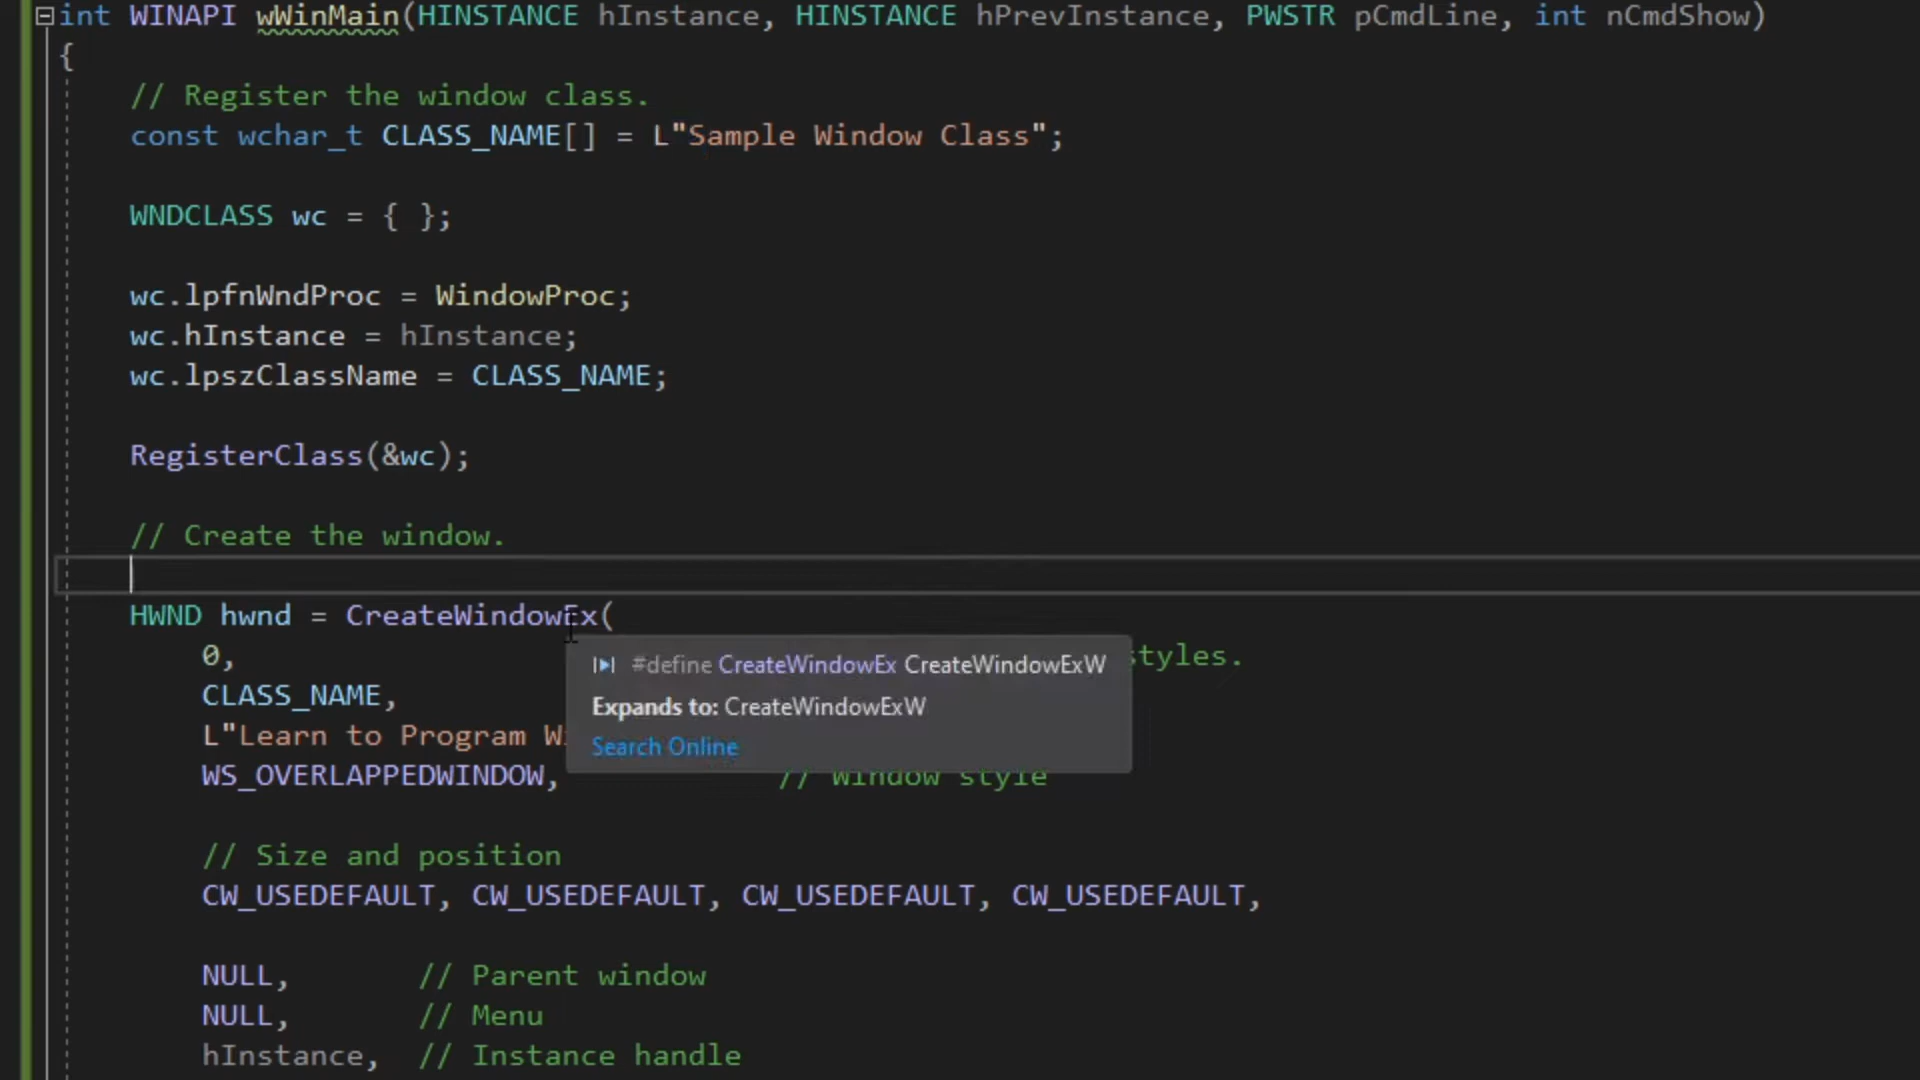 int WINAPI wWinMain(HINSTANCE hInstance, HINSTANCE hPrevInstance, PWSTR pCmdLine, int nCmdShow)
{
// Register the window class.
const wchar_t CLASS_NAME[] = L"Sample Window Class";
WNDCLASS wc = { };
wc.lpfnWndProc = WindowProc;
wc.hInstance = hInstance;
wc.lpszClassName = CLASS_NAME;
RegisterClass(&wc);
// Create the window.
HWND hwnd = CreateWindowEx(
0, styles.
#define CreateWindowEx CreateWindowExW
CLASS_NAME,
Expands to: CreateWindowExW
L"Learn to Program W
Search Online
WS_OVERLAPPEDWINDOW, // Window style
// Size and position
CW_USEDEFAULT, CW_USEDEFAULT, CW_USEDEFAULT, CW_USEDEFAULT,
NULL, // Parent window
NULL, // Menu
hInstance, // Instance handle